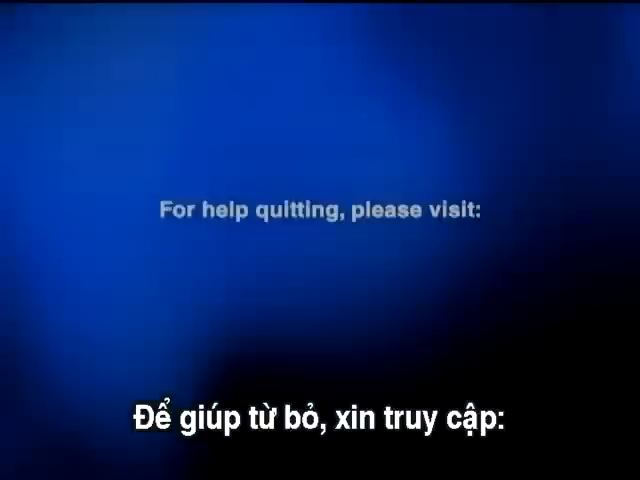 For help quitting, please visit:
Để giúp từ bỏ, xin truy cập: